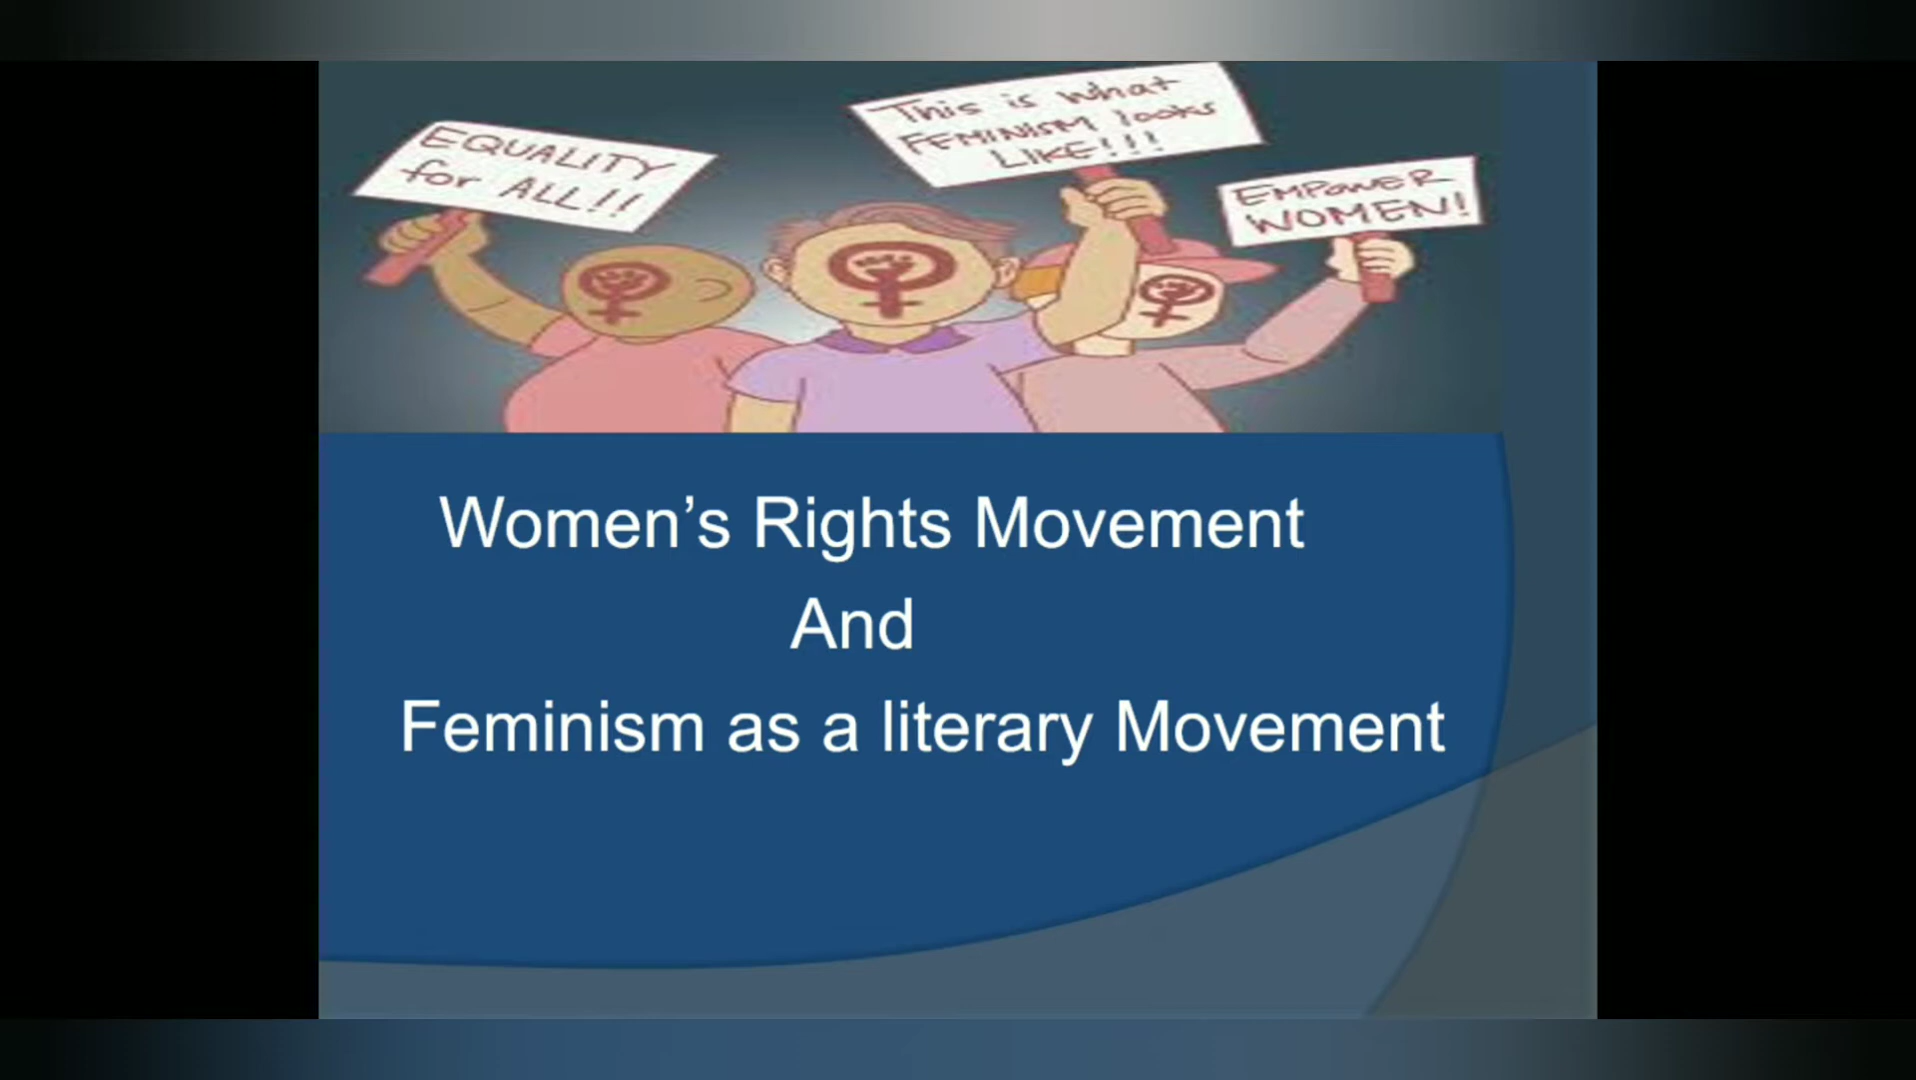 EQUALITY
for ALL!!
This is what
FEMINISM looks
LIKE!!!
EMPOWER
WOMEN!
Women’s Rights Movement
And
Feminism as a literary Movement